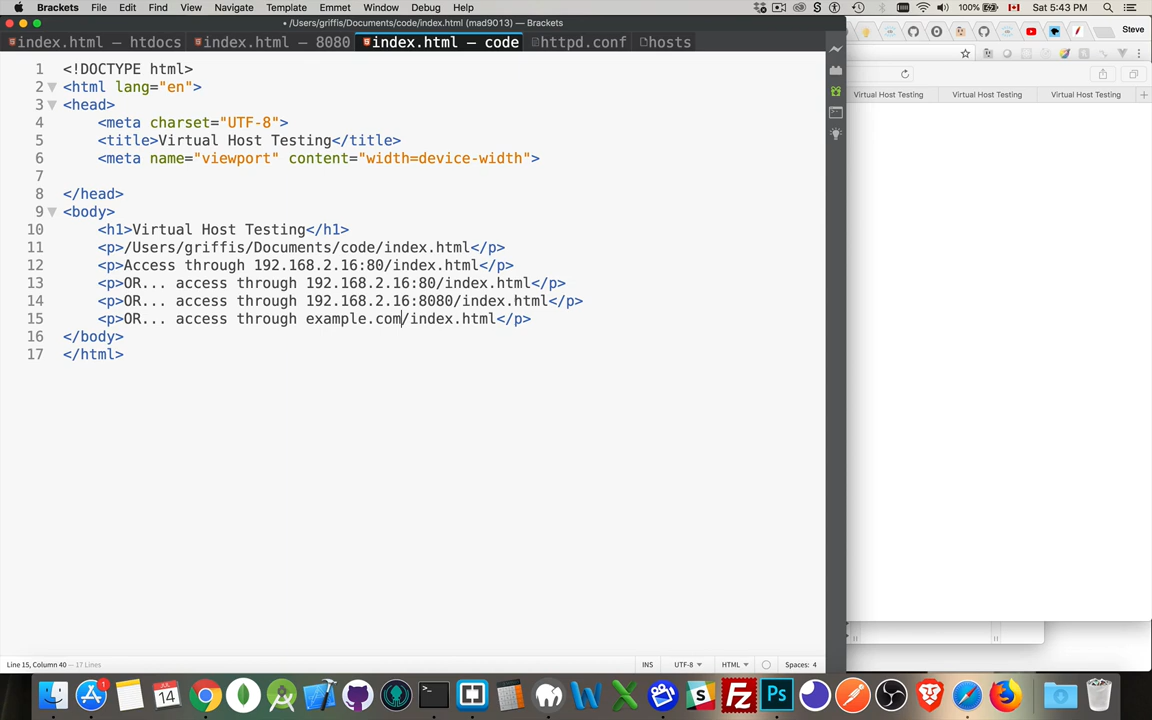 Brackets File Edit Find View Navigate Template Emmet Window Debug Help 100% Sat 5:43 PM
• /Users/griffis/Documents/code/index.html (mad9013) — Brackets
Steve
index.html — htdocs index.html — 8080 index.html — code httpd.conf hosts
Virtual Host Testing Virtual Host Testing Virtual Host Testing
1 <!DOCTYPE html>
2 <html lang="en">
3 <head>
4 <meta charset="UTF-8">
5 <title>Virtual Host Testing</title>
6 <meta name="viewport" content="width=device-width">
7
8 </head>
9 <body>
10 <h1>Virtual Host Testing</h1>
11 <p>/Users/griffis/Documents/code/index.html</p>
12 <p>Access through 192.168.2.16:80/index.html</p>
13 <p>OR... access through 192.168.2.16:80/index.html</p>
14 <p>OR... access through 192.168.2.16:8080/index.html</p>
15 <p>OR... access through example.com/index.html</p>
16 </body>
17 </html>
Line 15, Column 40 — 17 Lines INS UTF-8 HTML Spaces: 4